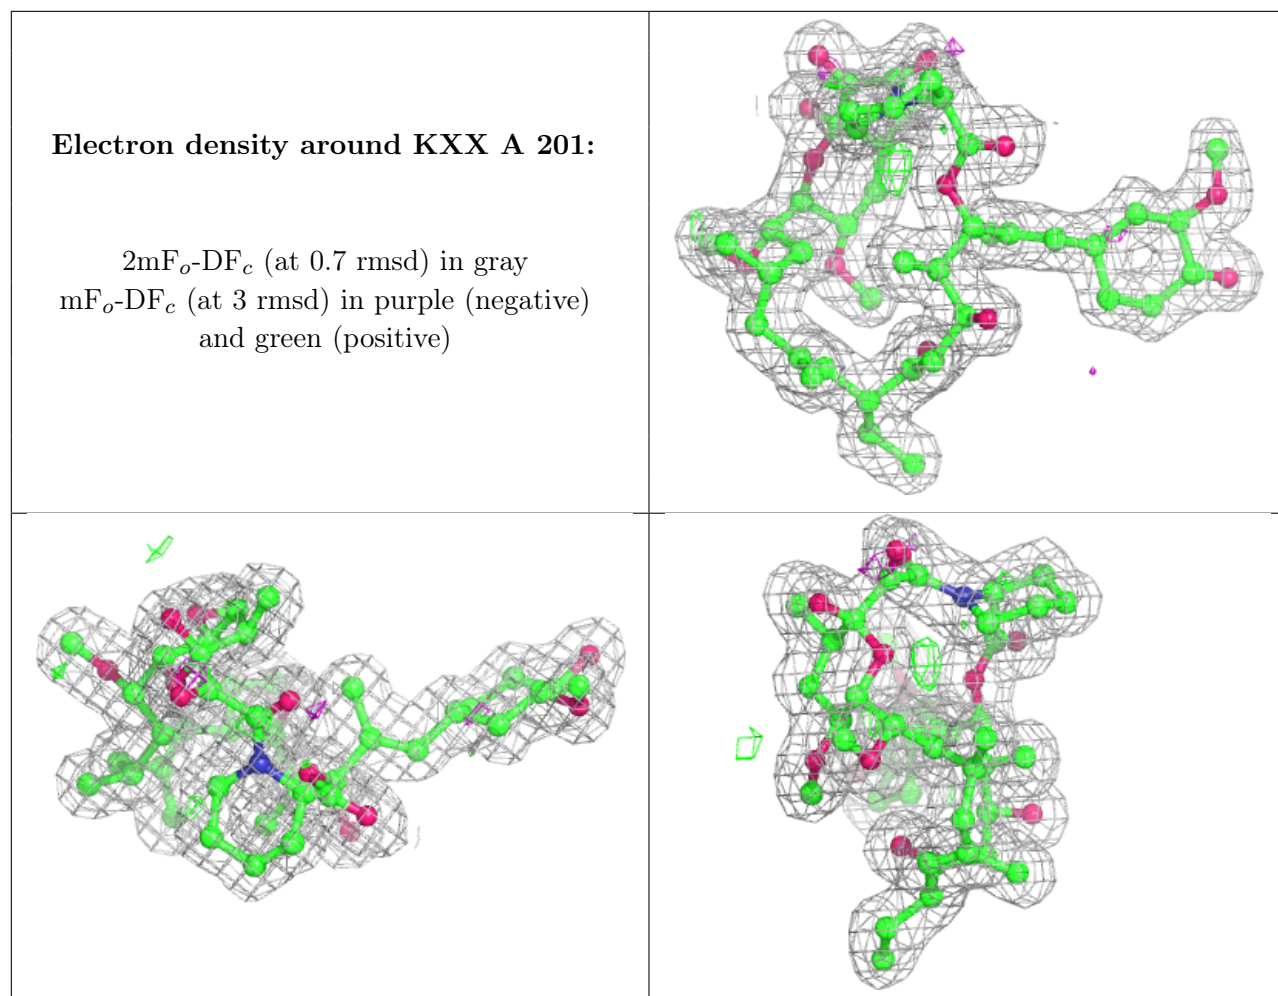 Electron density around KXX A 201:
2mFo-DFc (at 0.7 rmsd) in gray
mFo-DFc (at 3 rmsd) in purple (negative)
and green (positive)